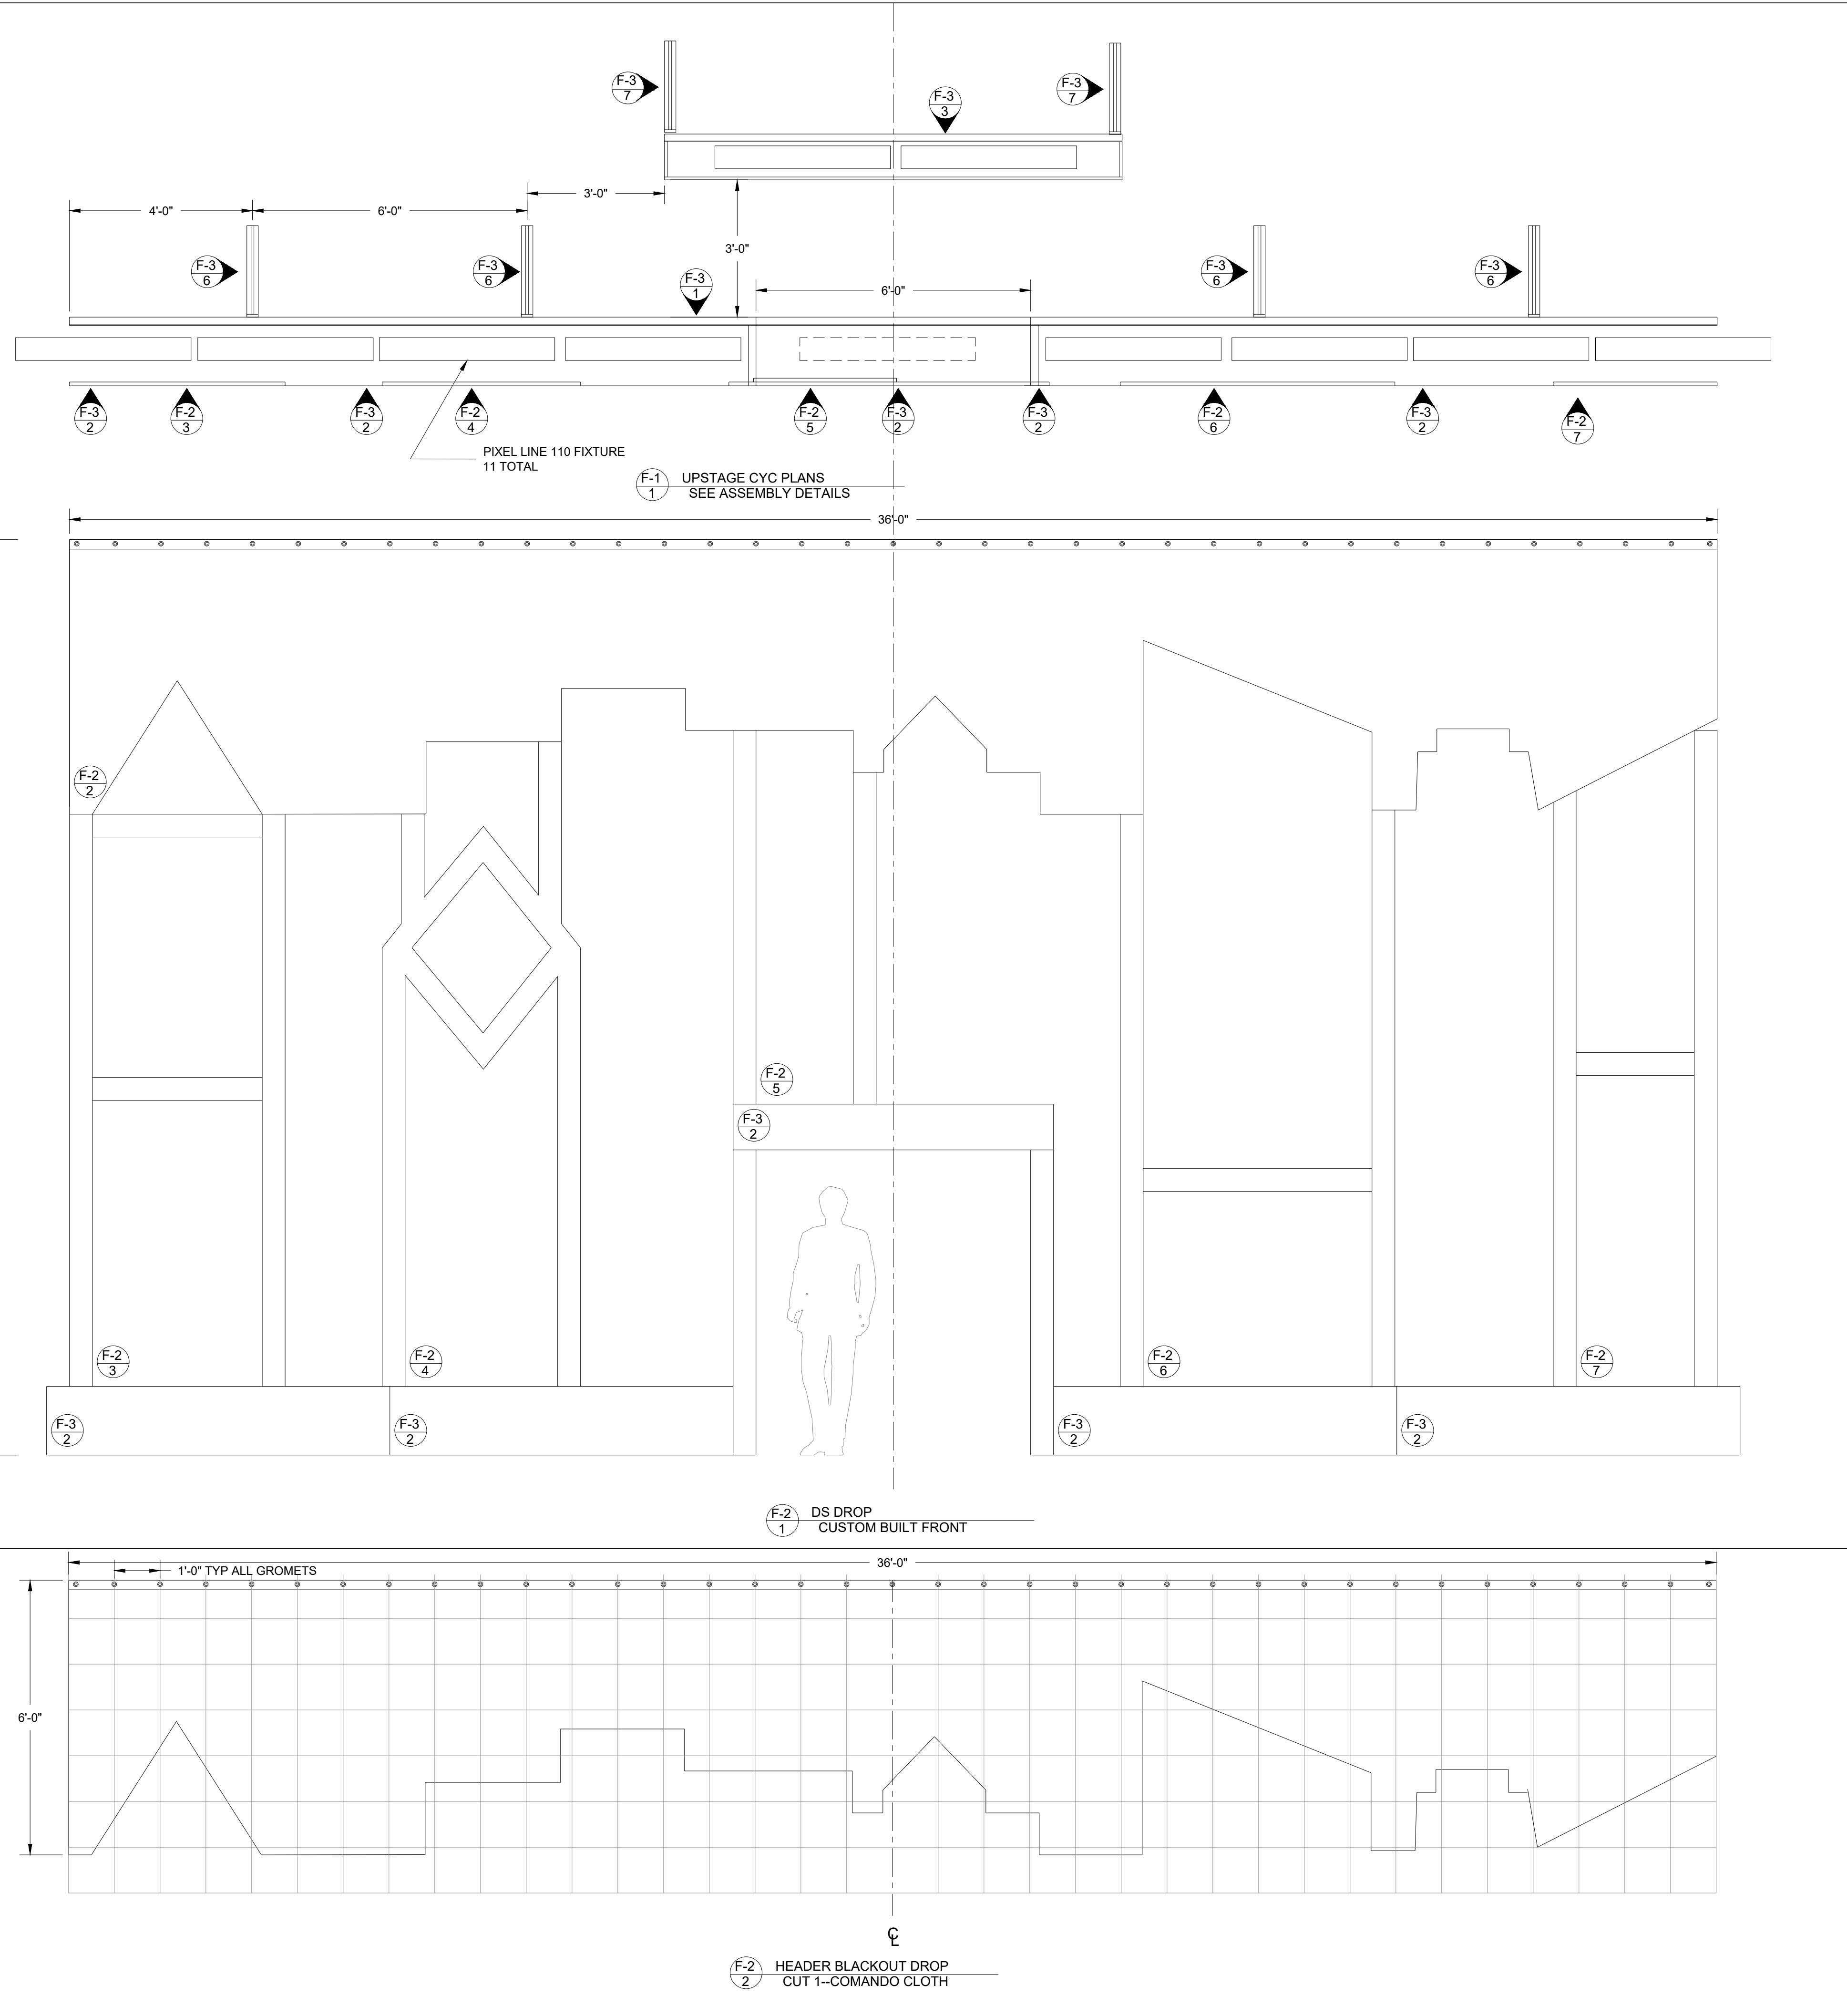 F-3
7
F-3
3
F-3
7
3'-0"
4'-0"
6'-0"
3'-0"
F-3
6
F-3
6
F-3
1
6'-0"
F-3
6
F-3
6
F-3
2
F-2
3
F-3
2
F-2
4
F-2
5
F-3
2
F-3
2
F-2
6
F-3
2
F-2
7
PIXEL LINE 110 FIXTURE
11 TOTAL
F-1
1
UPSTAGE CYC PLANS
SEE ASSEMBLY DETAILS
36'-0"
F-2
2
F-2
5
F-3
2
F-2
3
F-2
4
F-2
6
F-2
7
F-3
2
F-3
2
F-3
2
F-3
2
F-2
1
DS DROP
CUSTOM BUILT FRONT
36'-0"
1'-0" TYP ALL GROMETS
6'-0"
CL
F-2
2
HEADER BLACKOUT DROP
CUT 1--COMANDO CLOTH